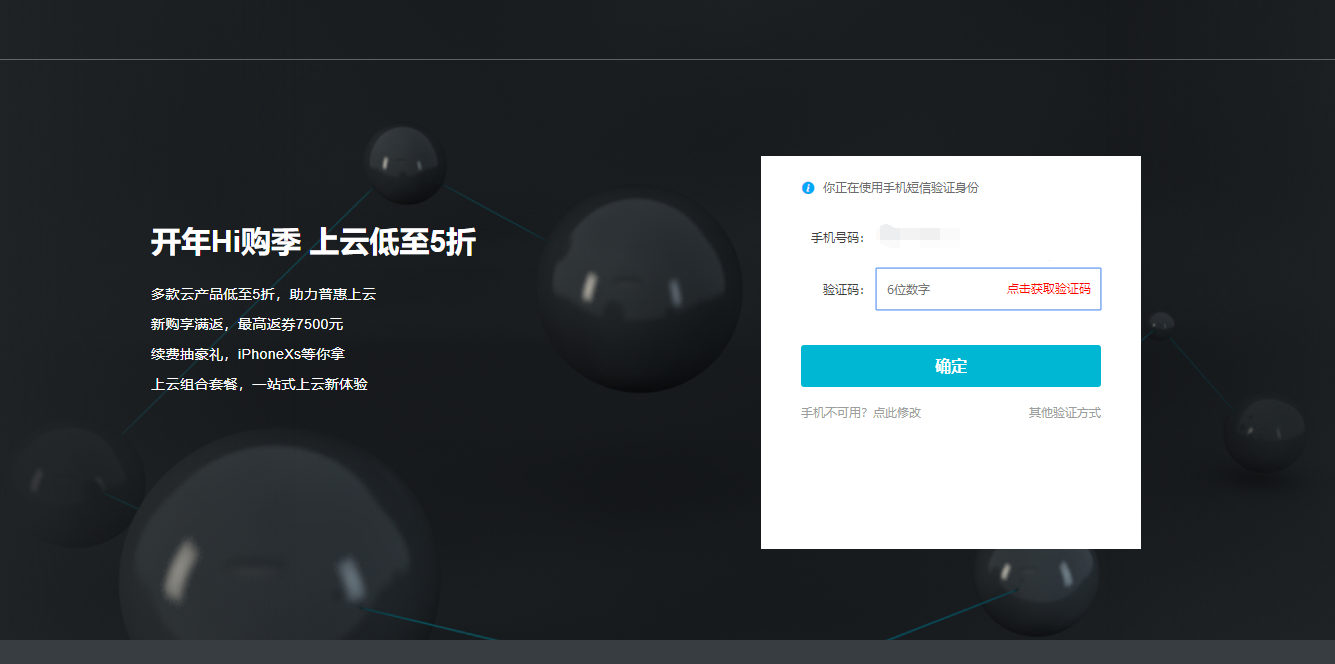 开年Hi购季 上云低至5折
多款云产品低至5折，助力普惠上云
新购享满返，最高返券7500元
续费抽豪礼，iPhoneXs等你拿
上云组合套餐，一站式上云新体验
你正在使用手机短信验证身份
手机号码：
验证码： 6位数字 点击获取验证码
确定
手机不可用？点此修改 其他验证方式